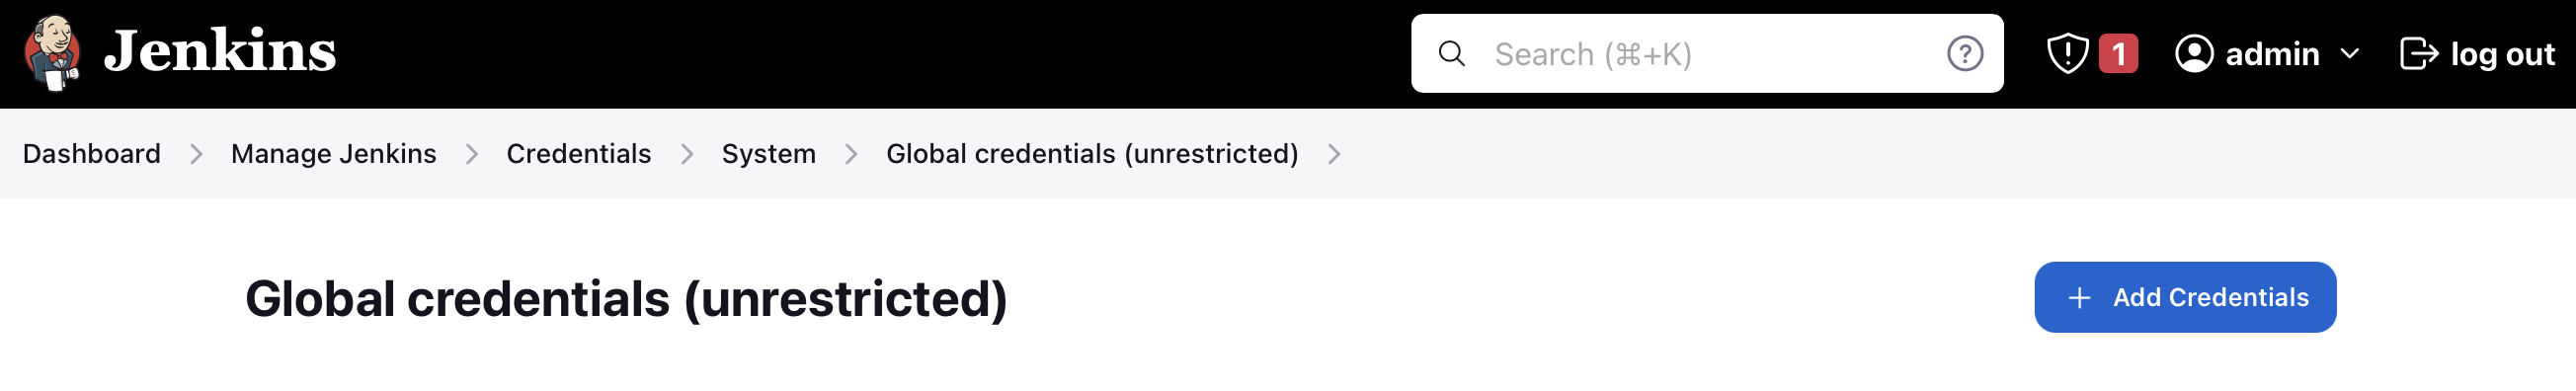 Jenkins
Search (⌘+K)
1
admin
log out
Dashboard
Manage Jenkins
Credentials
System
Global credentials (unrestricted)
Global credentials (unrestricted)
+ Add Credentials